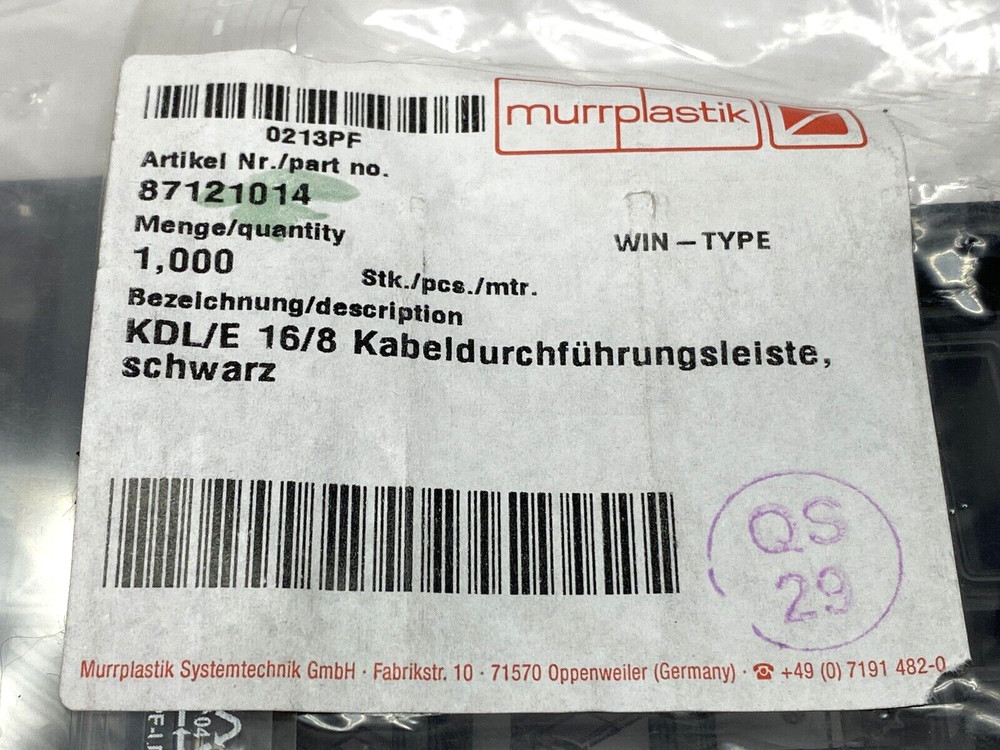 murrplastik
0213PF
Artikel Nr./part no.
87121014
Menge/quantity
WIN - TYPE
1,000
Stk./pcs./mtr.
Bezeichnung/description
KDL/E 16/8 Kabeldurchführungsleiste,
schwarz
QS
29
Murrplastik Systemtechnik GmbH · Fabrikstr. 10 · 71570 Oppenweiler (Germany) · ☎ +49 (0) 7191 482-0